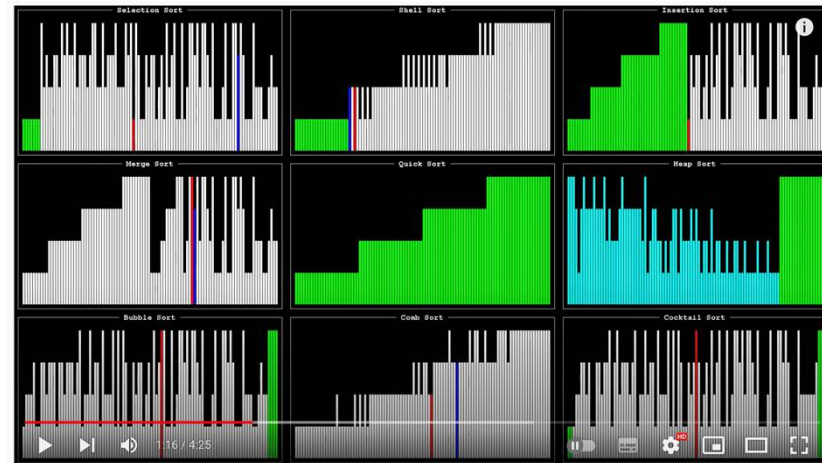 Selection Sort
Shell Sort
Insertion Sort
Merge Sort
Quick Sort
Heap Sort
Bubble Sort
Comb Sort
Cocktail Sort
1:16 / 4:25
HD